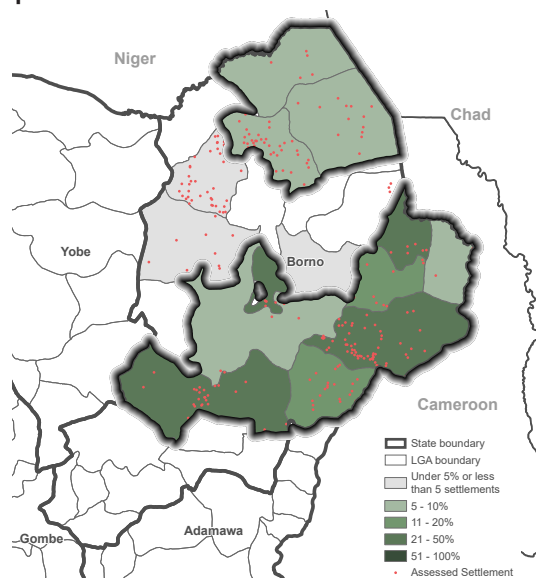 Niger
Chad
Yobe
Borno
Cameroon
State boundary
LGA boundary
Under 5% or less
than 5 settlements
5 - 10%
11 - 20%
21 - 50%
51 - 100%
Assessed Settlement
Gombe
Adamawa